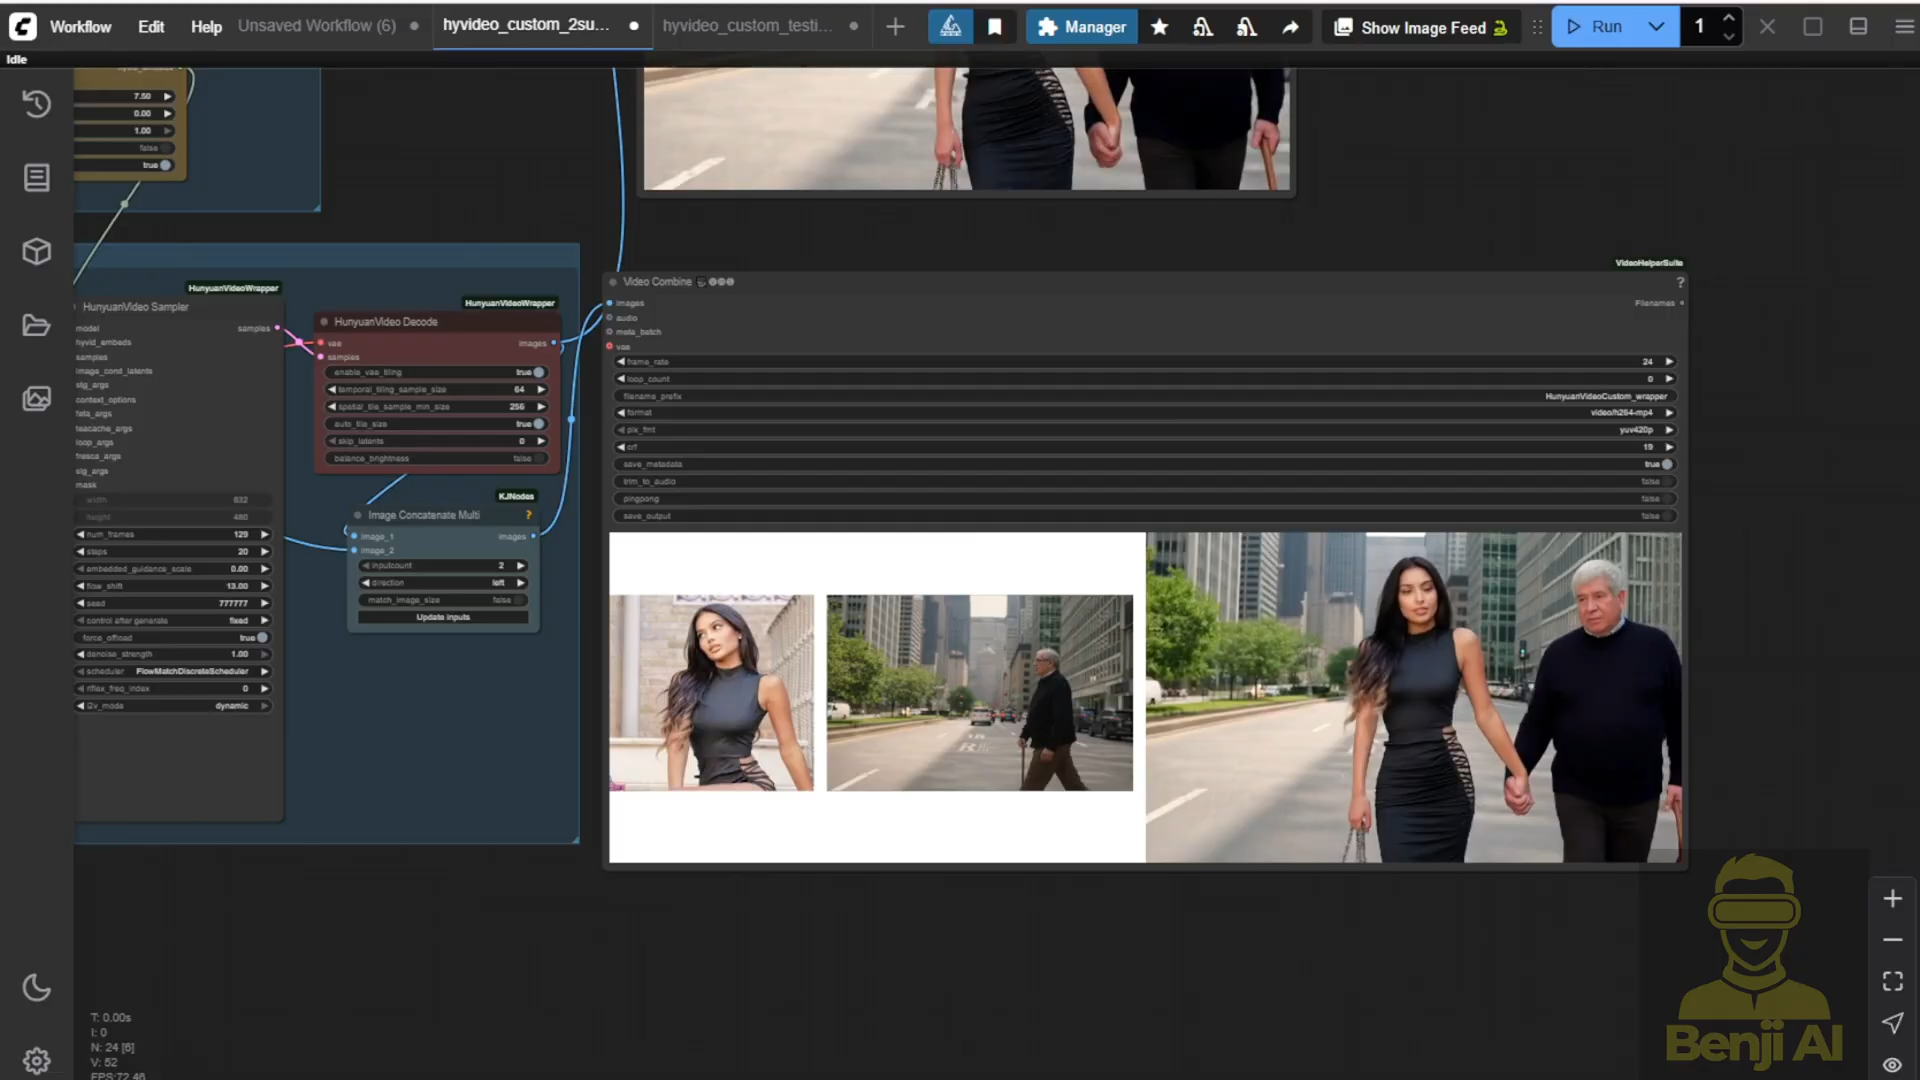 Workflow
Edit
Help
Unsaved Workflow (6)
hyvideo_custom_2su...
hyvideo_custom_testi...
Manager
Show Image Feed
Run
1
Idle
7.50
0.00
1.00
false
true
HunyuanVideoWrapper
HunyuanVideo Sampler
model
samples
hyvid_embeds
samples
image_cond_latents
stg_args
context_options
feta_args
teacache_args
loop_args
fresca_args
slg_args
mask
width 832
height 480
num_frames 129
steps 20
embedded_guidance_scale 0.00
flow_shift 13.00
seed 777777
control after generate fixed
force_offload true
denoise_strength 1.00
scheduler FlowMatchDiscreteScheduler
riflex_freq_index 0
i2v_mode dynamic
HunyuanVideoWrapper
HunyuanVideo Decode
vae images
samples
enable_vae_tiling true
temporal_tiling_sample_size 64
spatial_tile_sample_min_size 256
auto_tile_size true
skip_latents 0
balance_brightness false
KJNodes
Image Concatenate Multi ?
image_1 images
image_2
inputcount 2
direction left
match_image_size false
Update inputs
VideoHelperSuite
Video Combine
?
images Filenames
audio
meta_batch
vae
frame_rate 24
loop_count 0
filename_prefix HunyuanVideoCustom_wrapper
format video/h264-mp4
pix_fmt yuv420p
crf 19
save_metadata true
trim_to_audio false
pingpong false
save_output false
T: 0.00s
I: 0
N: 24 [6]
V: 52
FPS:72.46
Benji AI